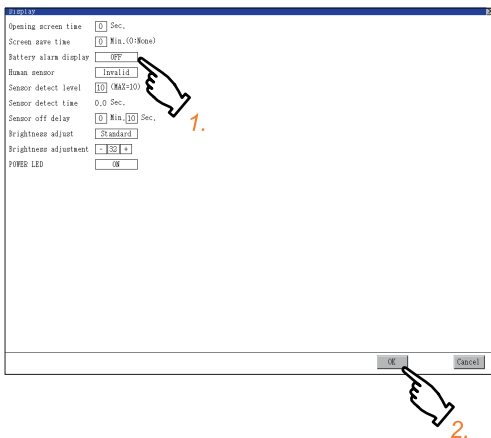 Display
Opening screen time 0 Sec.
Screen save time 0 Min.(0:None)
Battery alarm display OFF
Human sensor Invalid
Sensor detect level 10 (MAX=10)
Sensor detect time 0.0 Sec.
Sensor off delay 0 Min. 10 Sec.
1.
Brightness adjust Standard
Brightness adjustment - 32 +
POWER LED ON
OK Cancel
2.